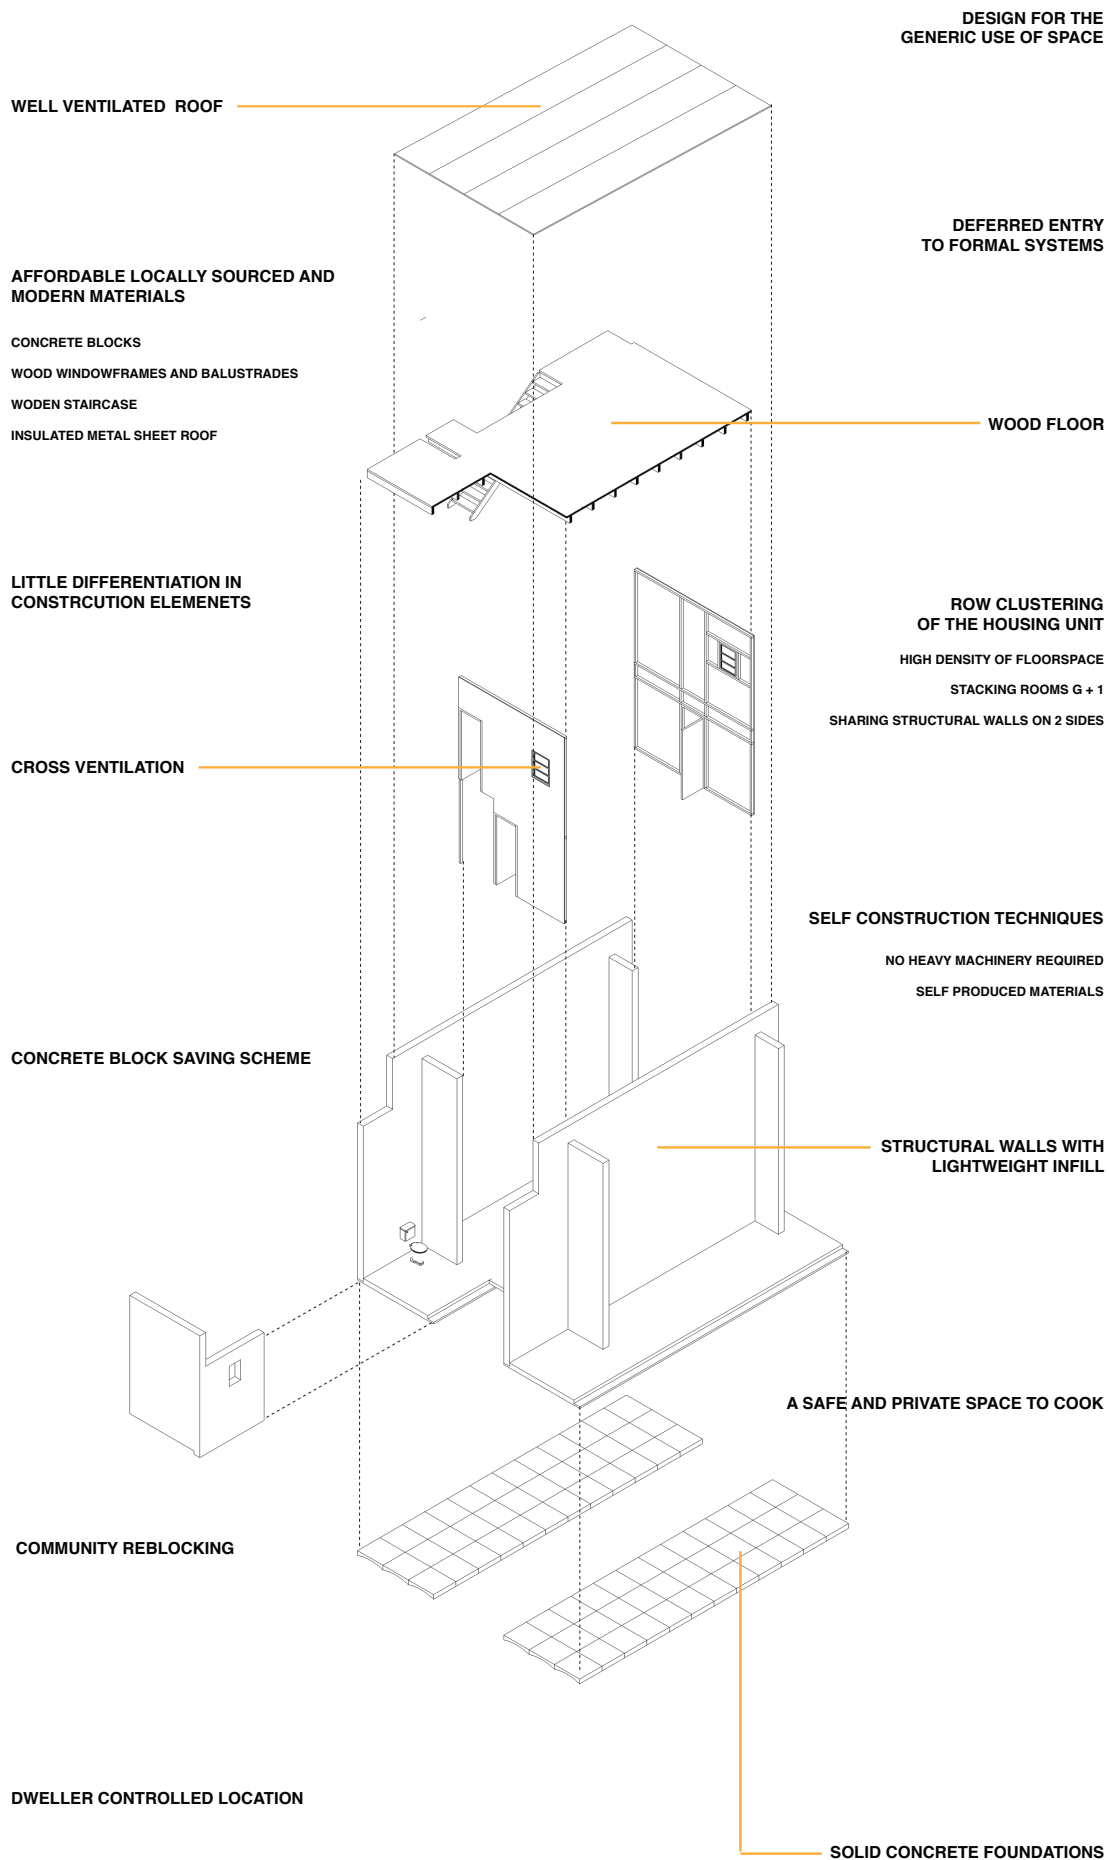 DESIGN FOR THE
GENERIC USE OF SPACE
WELL VENTILATED ROOF
DEFERRED ENTRY
TO FORMAL SYSTEMS
AFFORDABLE LOCALLY SOURCED AND
MODERN MATERIALS
CONCRETE BLOCKS
WOOD WINDOWFRAMES AND BALUSTRADES
WODEN STAIRCASE
INSULATED METAL SHEET ROOF
WOOD FLOOR
LITTLE DIFFERENTIATION IN
CONSTRCUTION ELEMENETS
ROW CLUSTERING
OF THE HOUSING UNIT
HIGH DENSITY OF FLOORSPACE
STACKING ROOMS G + 1
SHARING STRUCTURAL WALLS ON 2 SIDES
CROSS VENTILATION
SELF CONSTRUCTION TECHNIQUES
NO HEAVY MACHINERY REQUIRED
SELF PRODUCED MATERIALS
CONCRETE BLOCK SAVING SCHEME
STRUCTURAL WALLS WITH
LIGHTWEIGHT INFILL
A SAFE AND PRIVATE SPACE TO COOK
COMMUNITY REBLOCKING
DWELLER CONTROLLED LOCATION
SOLID CONCRETE FOUNDATIONS